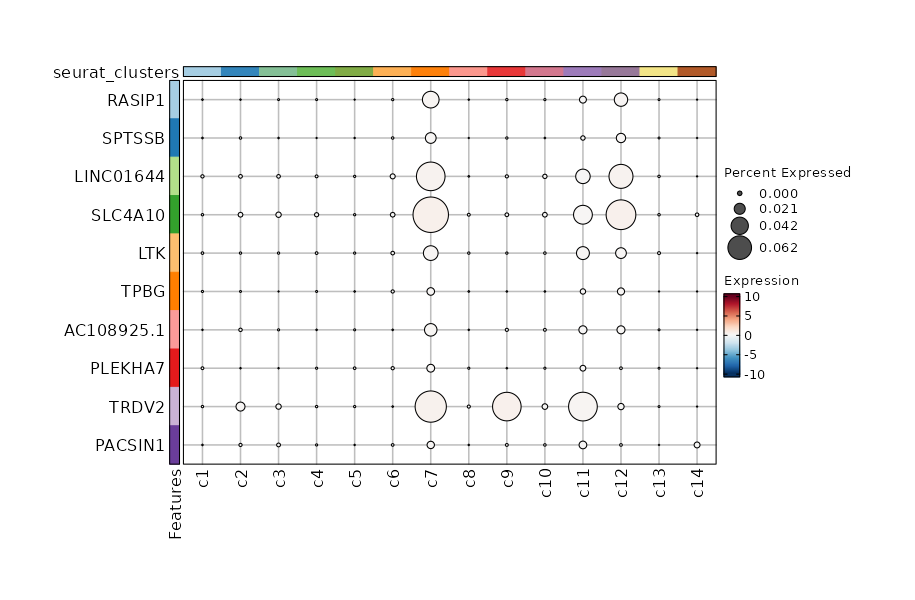 seurat_clusters
RASIP1
SPTSSB
LINC01644
SLC4A10
LTK
TPBG
AC108925.1
PLEKHA7
TRDV2
PACSIN1
Features
c1
c2
c3
c4
c5
c6
c7
c8
c9
c10
c11
c12
c13
c14
Percent Expressed
0.000
0.021
0.042
0.062
Expression
10
5
0
-5
-10